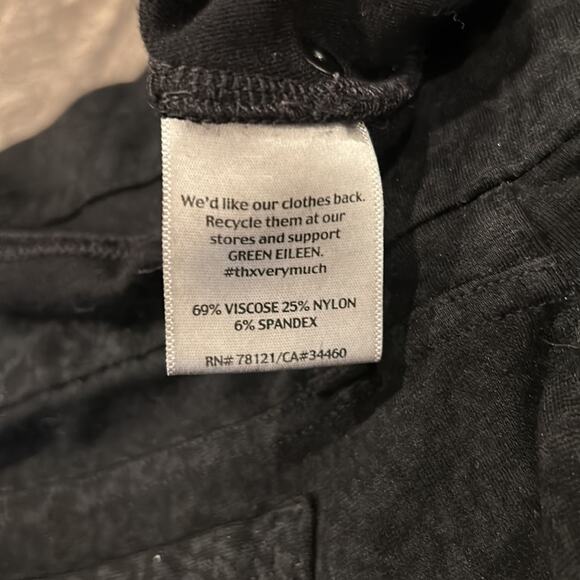 We'd like our clothes back.
Recycle them at our
stores and support
GREEN EILEEN.
#thxverymuch
69% VISCOSE 25% NYLON
6% SPANDEX
RN# 78121/CA#34460